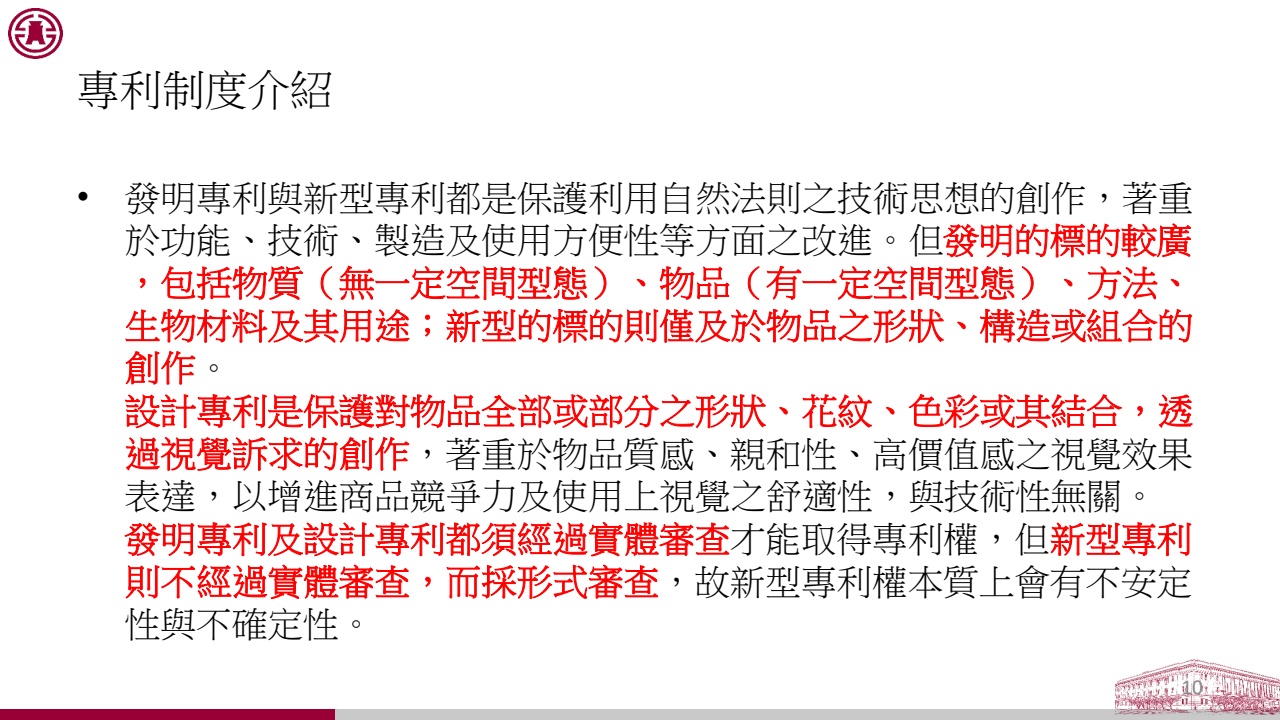 專利制度介紹
• 發明專利與新型專利都是保護利用自然法則之技術思想的創作，著重
於功能、技術、製造及使用方便性等方面之改進。但發明的標的較廣
，包括物質（無一定空間型態）、物品（有一定空間型態）、方法、
生物材料及其用途；新型的標的則僅及於物品之形狀、構造或組合的
創作。
設計專利是保護對物品全部或部分之形狀、花紋、色彩或其結合，透
過視覺訴求的創作，著重於物品質感、親和性、高價值感之視覺效果
表達，以增進商品競爭力及使用上視覺之舒適性，與技術性無關。
發明專利及設計專利都須經過實體審查才能取得專利權，但新型專利
則不經過實體審查，而採形式審查，故新型專利權本質上會有不安定
性與不確定性。
10